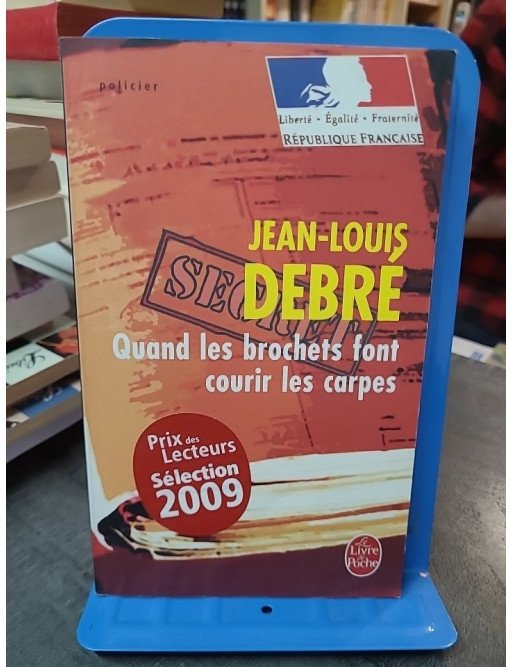 policier
Liberté • Égalité • Fraternité
RÉPUBLIQUE FRANÇAISE
JEAN-LOUIS
DEBRÉ
SECRET
Quand les brochets font
courir les carpes
Prix des
Lecteurs
Sélection
2009
Le
Livre
de
Poche